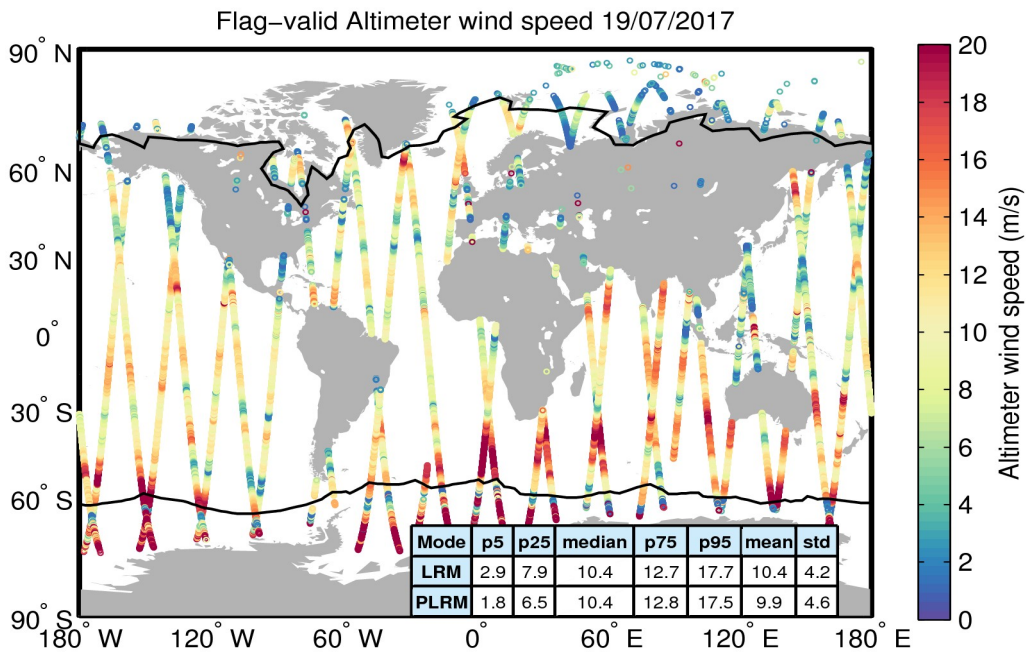 Flag−valid Altimeter wind speed 19/07/2017
90° N
60° N
30° N
0°
30° S
60° S
90° S
180° W
120° W
60° W
0°
60° E
120° E
180° E
Mode p5 p25 median p75 p95 mean std
LRM 2.9 7.9 10.4 12.7 17.7 10.4 4.2
PLRM 1.8 6.5 10.4 12.8 17.5 9.9 4.6
20
18
16
14
12
10
8
6
4
2
0
Altimeter wind speed (m/s)